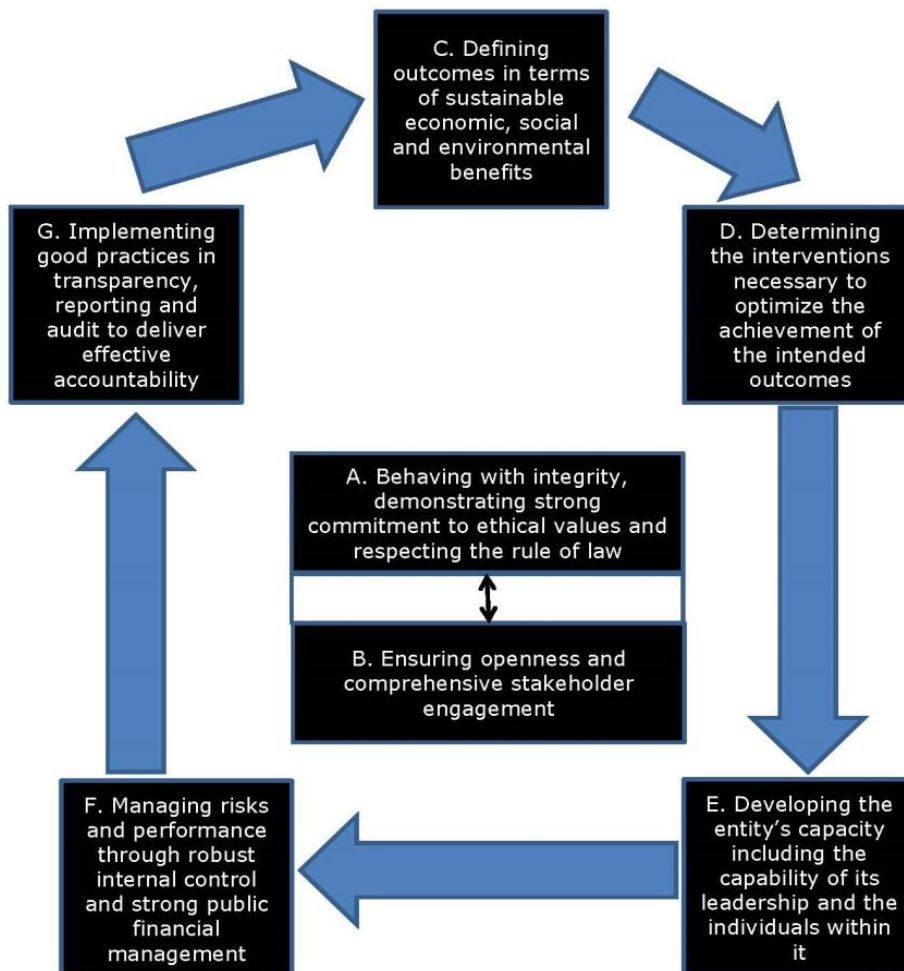 C. Defining
outcomes in terms
of sustainable
economic, social
and environmental
benefits
G. Implementing
good practices in
transparency,
reporting and
audit to deliver
effective
accountability
D. Determining
the interventions
necessary to
optimize the
achievement of
the intended
outcomes
A. Behaving with integrity,
demonstrating strong
commitment to ethical values and
respecting the rule of law
B. Ensuring openness and
comprehensive stakeholder
engagement
F. Managing risks
and performance
through robust
internal control
and strong public
financial
management
E. Developing the
entity’s capacity
including the
capability of its
leadership and the
individuals within
it